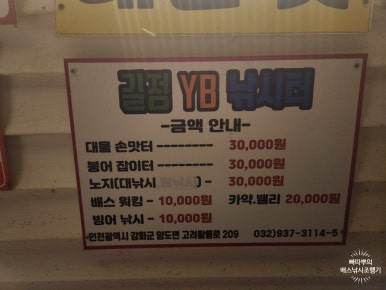 길정 YB 낚시터
-금액 안내-
대물 손맛터 -------- 30,000원
붕어 잡이터 -------- 30,000원
노지(대낚시,    ) - 30,000원
배스 워킹 - 10,000원 카약.밸리 20,000원
빙어 낚시 - 10,000원
인천광역시 강화군 양도면 고려왕릉로 209 032)937-3114~5
빠따뿌의
배스낚시조행기